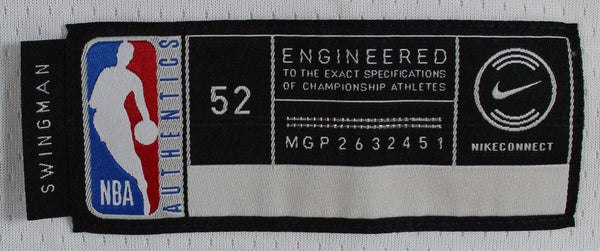 SWINGMAN
NBA
AUTHENTICS
52
ENGINEERED
TO THE EXACT SPECIFICATIONS
OF CHAMPIONSHIP ATHLETES
MGP2632451
NIKECONNECT